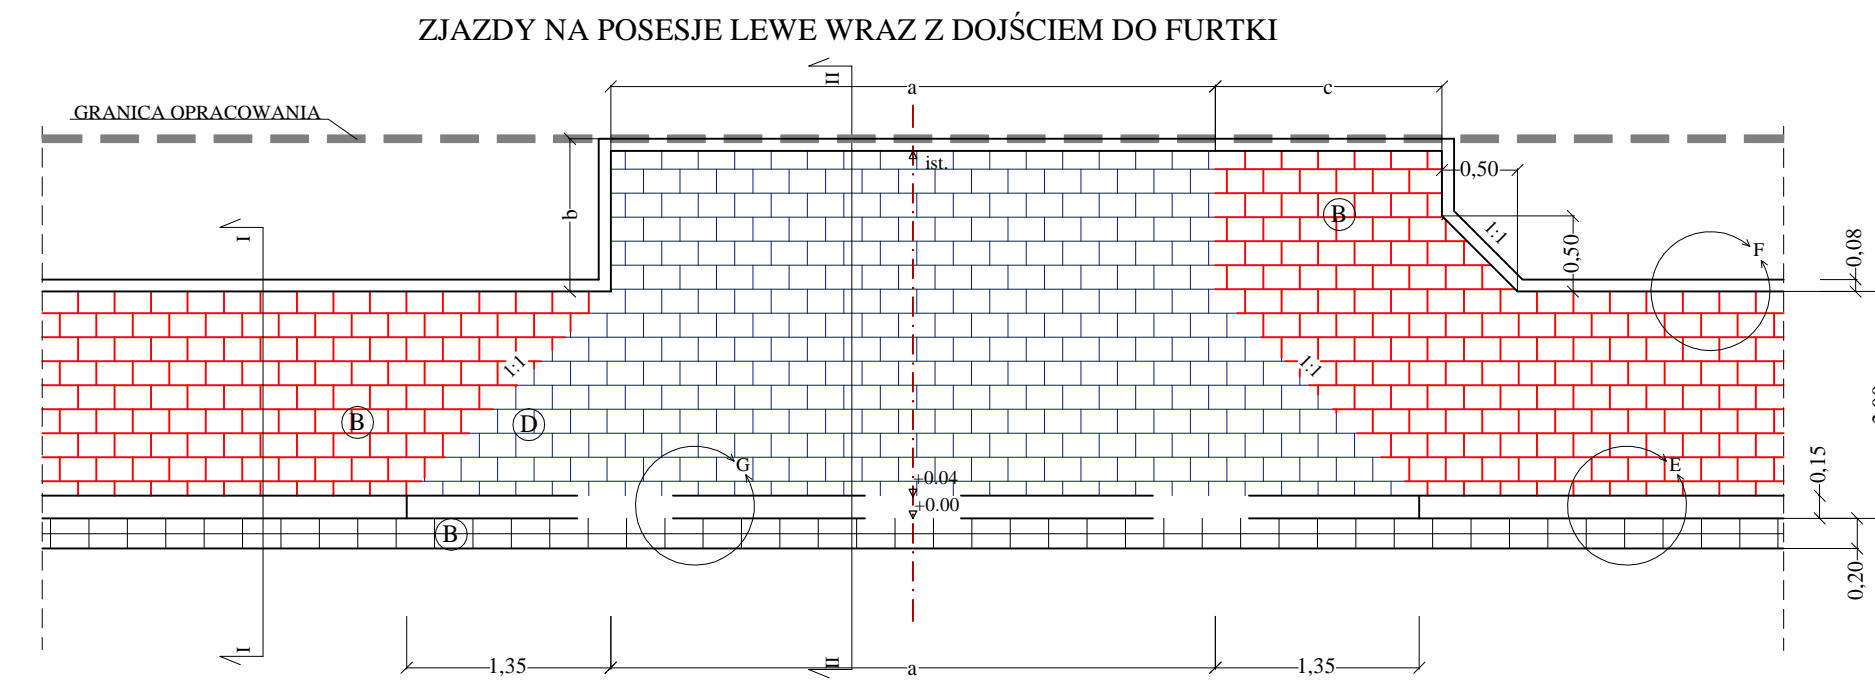 ZJAZDY NA POSESJE LEWE WRAZ Z DOJŚCIEM DO FURTKI
II
a
c
GRANICA OPRACOWANIA
ist.
0,50
b
B
1:1
0,50
F
0,08
I
1:1
1:1
B
D
G
E
0,15
+0.04
+0.00
B
0,20
I
1,35
II
a
1,35